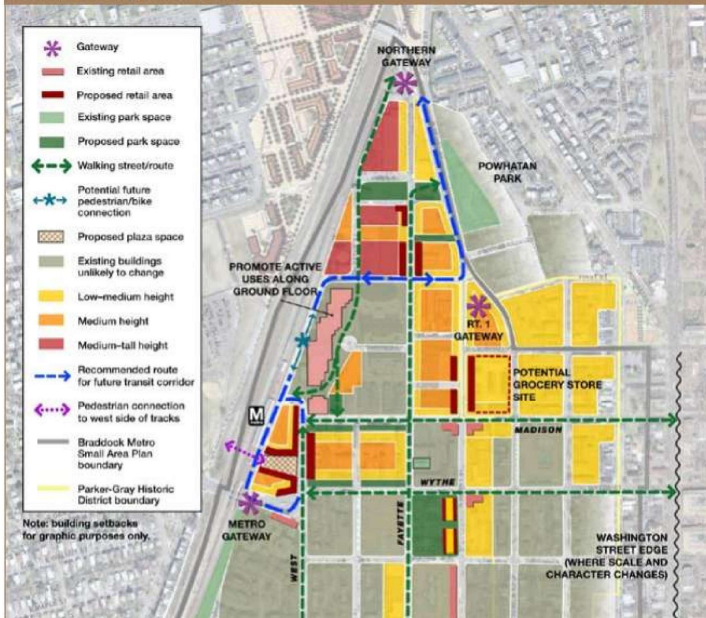 Gateway
Existing retail area
Proposed retail area
Existing park space
Proposed park space
Walking street/route
Potential future
pedestrian/bike
connection
Proposed plaza space
Existing buildings
unlikely to change
Low–medium height
Medium height
Medium–tall height
Recommended route
for future transit corridor
Pedestrian connection
to west side of tracks
Braddock Metro
Small Area Plan
boundary
Parker-Gray Historic
District boundary
Note: building setbacks
for graphic purposes only.
NORTHERN
GATEWAY
POWHATAN
PARK
PROMOTE ACTIVE
USES ALONG
GROUND FLOOR
RT. 1
GATEWAY
POTENTIAL
GROCERY STORE
SITE
M
MADISON
WYTHE
METRO
GATEWAY
WEST
FAYETTE
WASHINGTON
STREET EDGE
(WHERE SCALE AND
CHARACTER CHANGES)